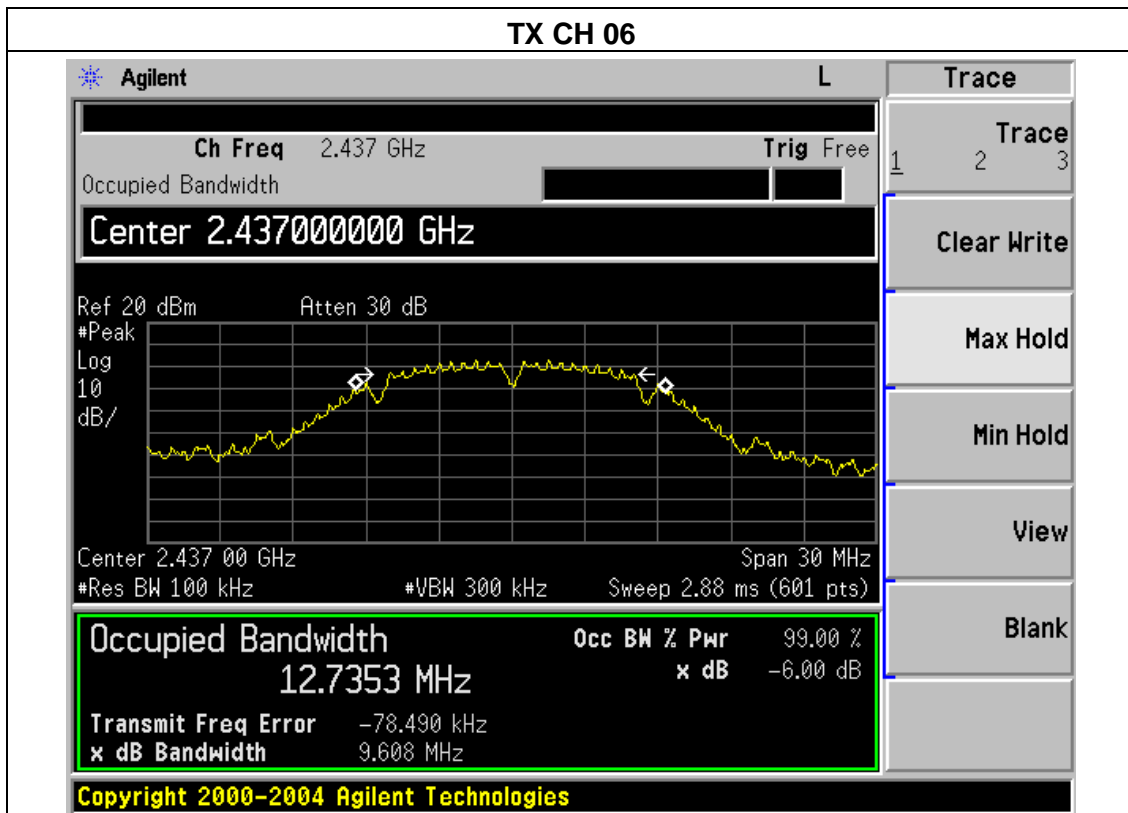 TX CH 06
Agilent L Trace
Ch Freq 2.437 GHz Trig Free
Occupied Bandwidth
Center 2.437000000 GHz
Ref 20 dBm Atten 30 dB
#Peak
Log
10
dB/
Center 2.437 00 GHz Span 30 MHz
#Res BW 100 kHz #VBW 300 kHz Sweep 2.88 ms (601 pts)
Occupied Bandwidth
12.7353 MHz
Occ BW % Pwr 99.00 %
x dB -6.00 dB
Transmit Freq Error -78.490 kHz
x dB Bandwidth 9.608 MHz
Copyright 2000-2004 Agilent Technologies
Trace
1 2 3
Clear Write
Max Hold
Min Hold
View
Blank